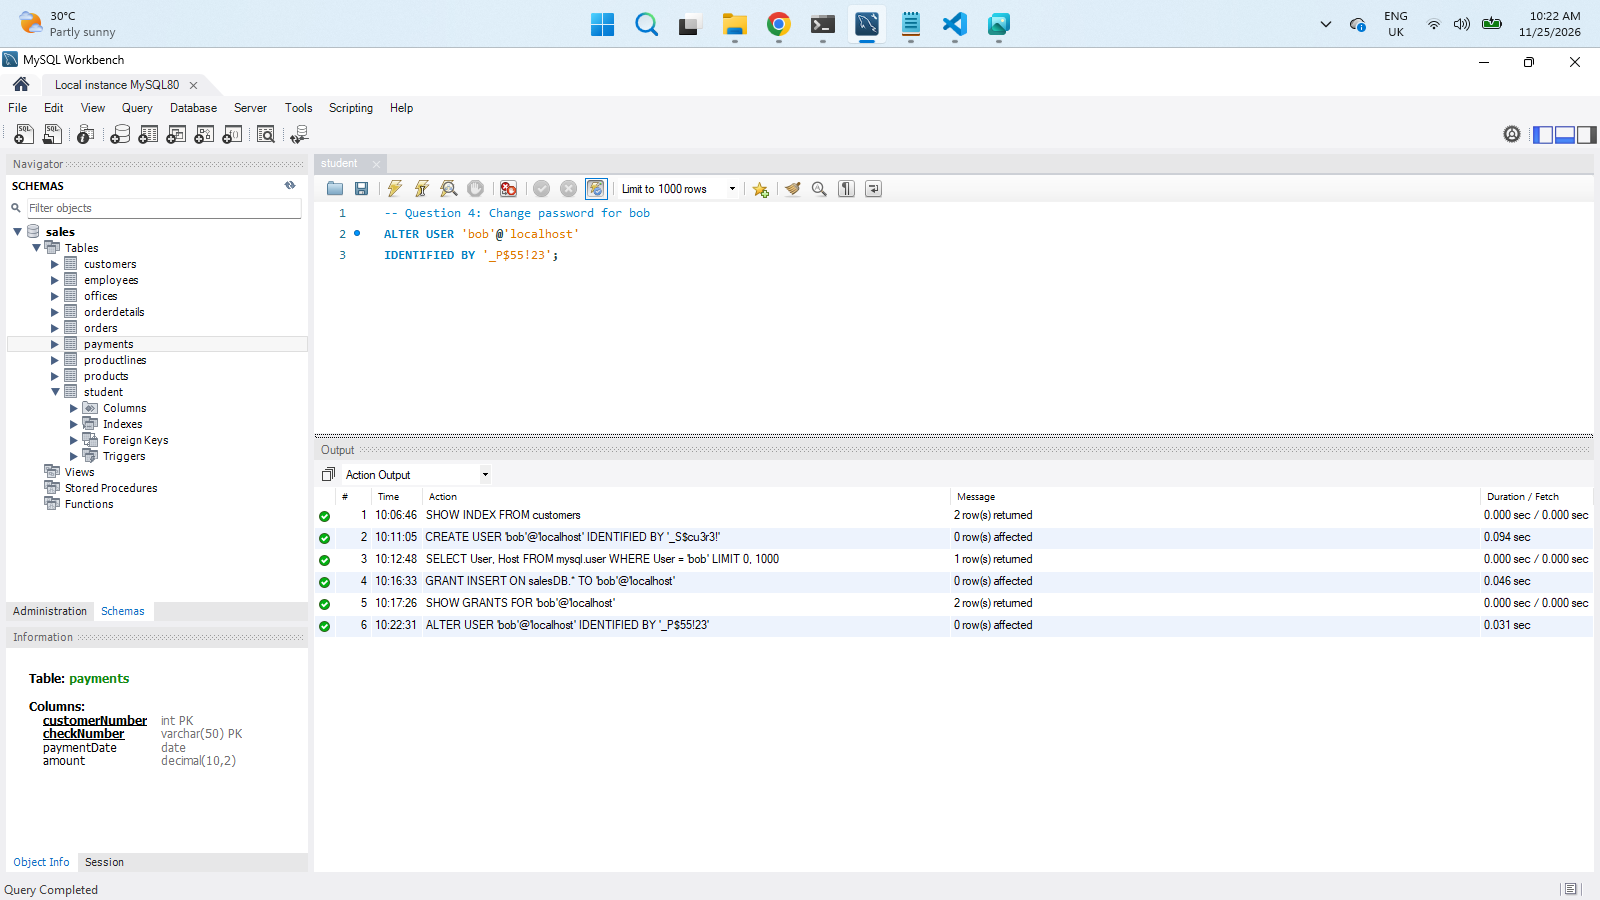 30°C
Partly sunny
ENG
UK
10:22 AM
11/25/2026
MySQL Workbench
Local instance MySQL80
File Edit View Query Database Server Tools Scripting Help
Navigator
SCHEMAS
Filter objects
sales
Tables
customers
employees
offices
orderdetails
orders
payments
productlines
products
student
Columns
Indexes
Foreign Keys
Triggers
Views
Stored Procedures
Functions
Administration Schemas
Information
Table: payments
Columns:
customerNumber int PK
checkNumber varchar(50) PK
paymentDate date
amount decimal(10,2)
Object Info Session
student
Limit to 1000 rows
1 -- Question 4: Change password for bob
2 ALTER USER 'bob'@'localhost'
3 IDENTIFIED BY '_P$55!23';
Output
Action Output
# Time Action Message Duration / Fetch
1 10:06:46 SHOW INDEX FROM customers 2 row(s) returned 0.000 sec / 0.000 sec
2 10:11:05 CREATE USER 'bob'@'localhost' IDENTIFIED BY '_S$cu3r3!' 0 row(s) affected 0.094 sec
3 10:12:48 SELECT User, Host FROM mysql.user WHERE User = 'bob' LIMIT 0, 1000 1 row(s) returned 0.000 sec / 0.000 sec
4 10:16:33 GRANT INSERT ON salesDB.* TO 'bob'@'localhost' 0 row(s) affected 0.046 sec
5 10:17:26 SHOW GRANTS FOR 'bob'@'localhost' 2 row(s) returned 0.000 sec / 0.000 sec
6 10:22:31 ALTER USER 'bob'@'localhost' IDENTIFIED BY '_P$55!23' 0 row(s) affected 0.031 sec
Query Completed